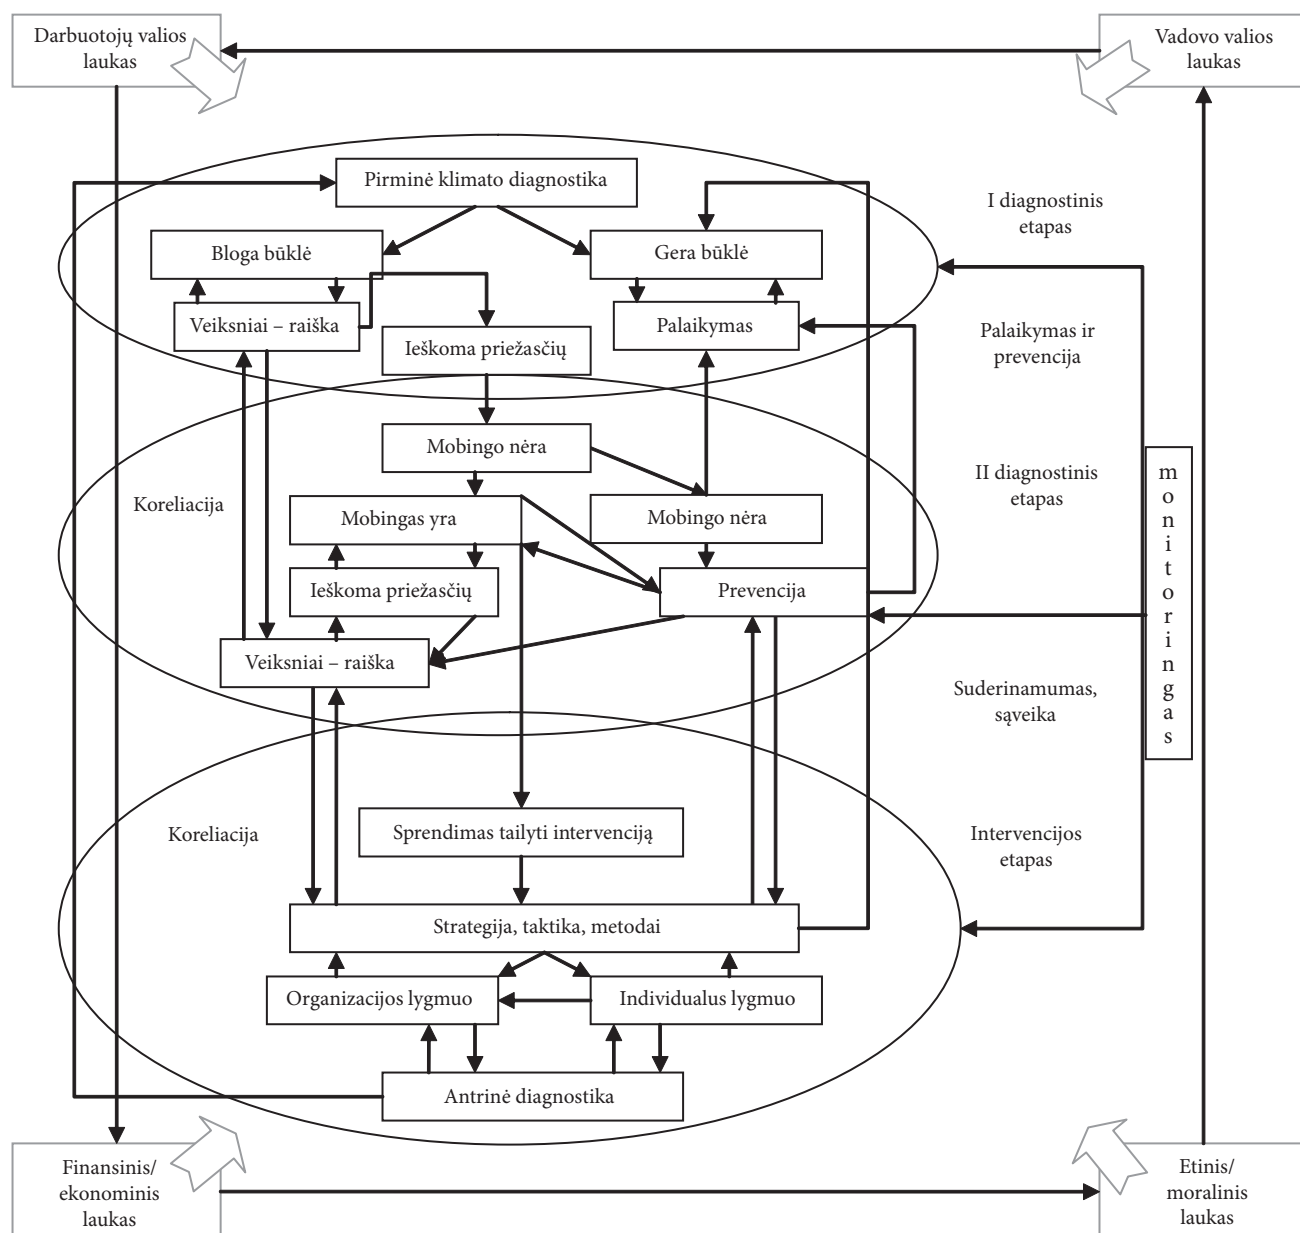 Darbuotojų valios
laukas
Vadovo valios
laukas
Pirminė klimato diagnostika
I diagnostinis
etapas
Bloga būklė
Gera būklė
Veiksniai – raiška
Palaikymas
Ieškoma priežasčių
Palaikymas ir
prevencija
Mobingo nėra
II diagnostinis
etapas
Koreliacija
Mobingas yra
Mobingo nėra
Ieškoma priežasčių
Prevencija
monitoringas
Veiksniai – raiška
Suderinamumas,
sąveika
Koreliacija
Sprendimas tailyti intervenciją
Intervencijos
etapas
Strategija, taktika, metodai
Organizacijos lygmuo
Individualus lygmuo
Antrinė diagnostika
Finansinis/
ekonominis
laukas
Etinis/
moralinis
laukas